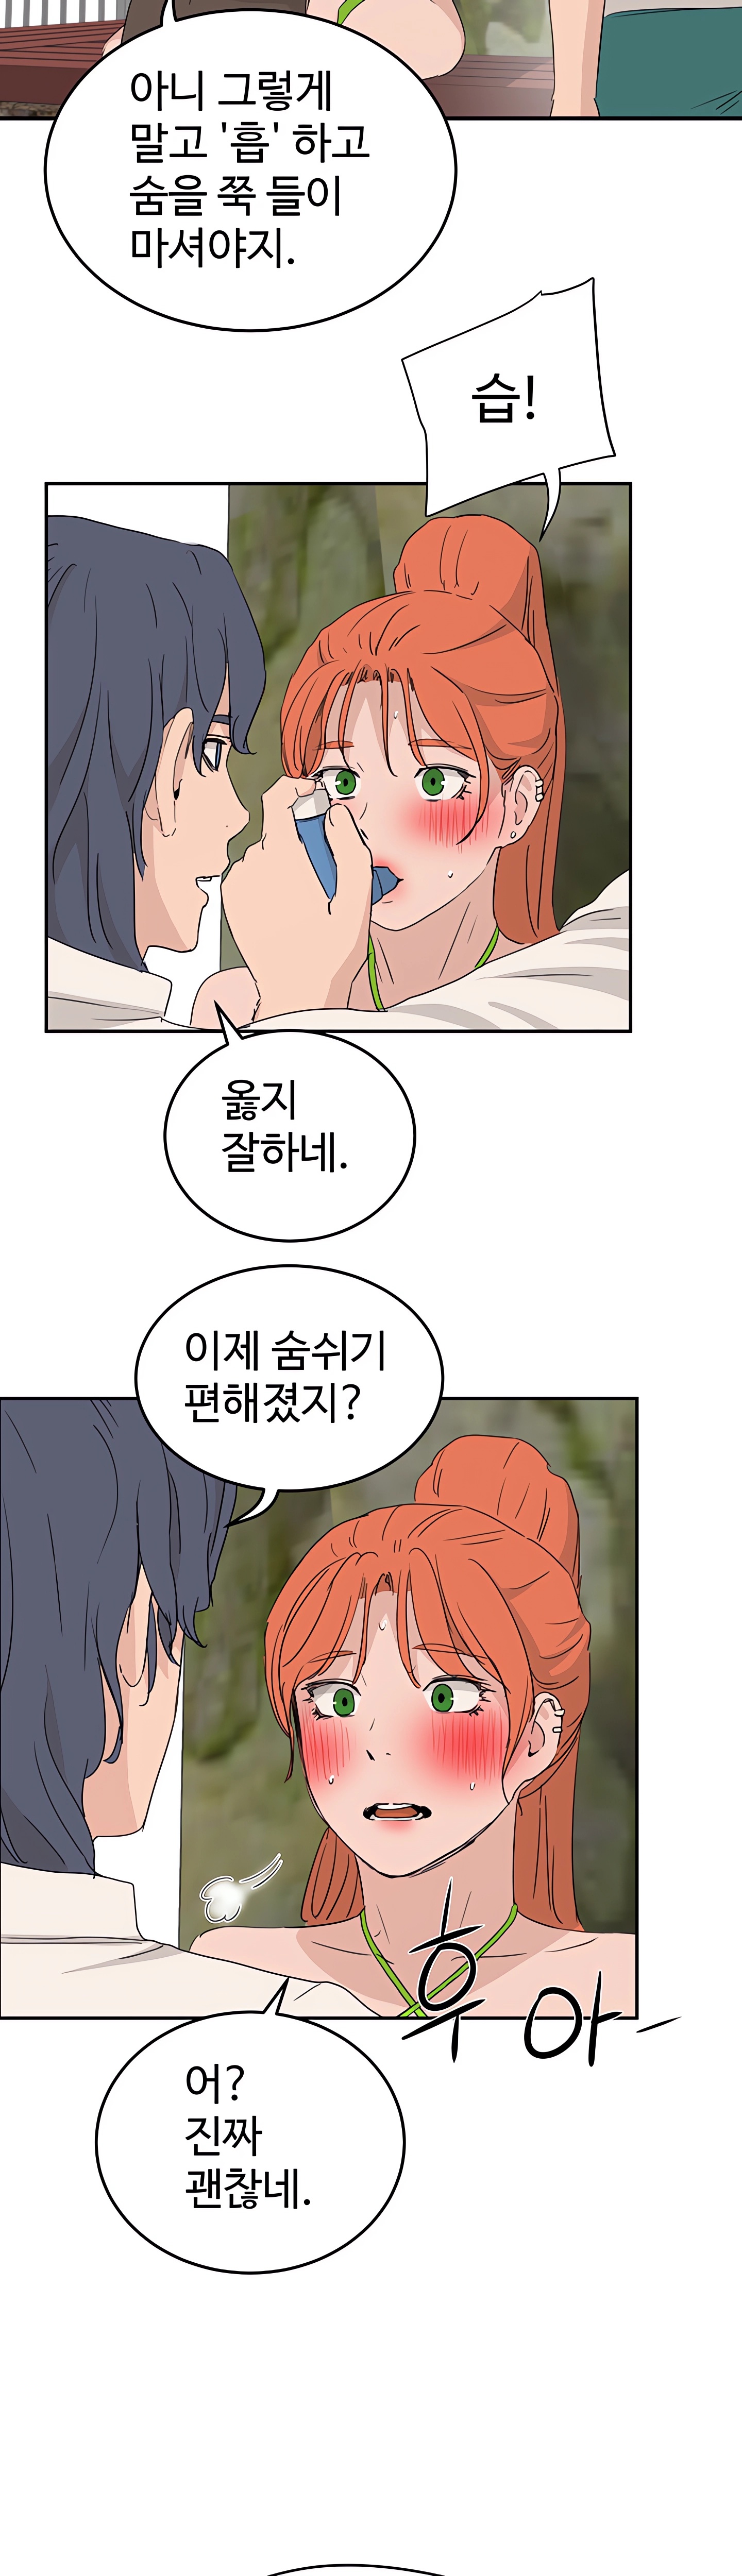 아니 그렇게
말고 '흡' 하고
숨을 쭉 들이
마셔야지.
습!
옳지
잘하네.
이제 숨쉬기
편해졌지?
후아
어?
진짜
괜찮네.